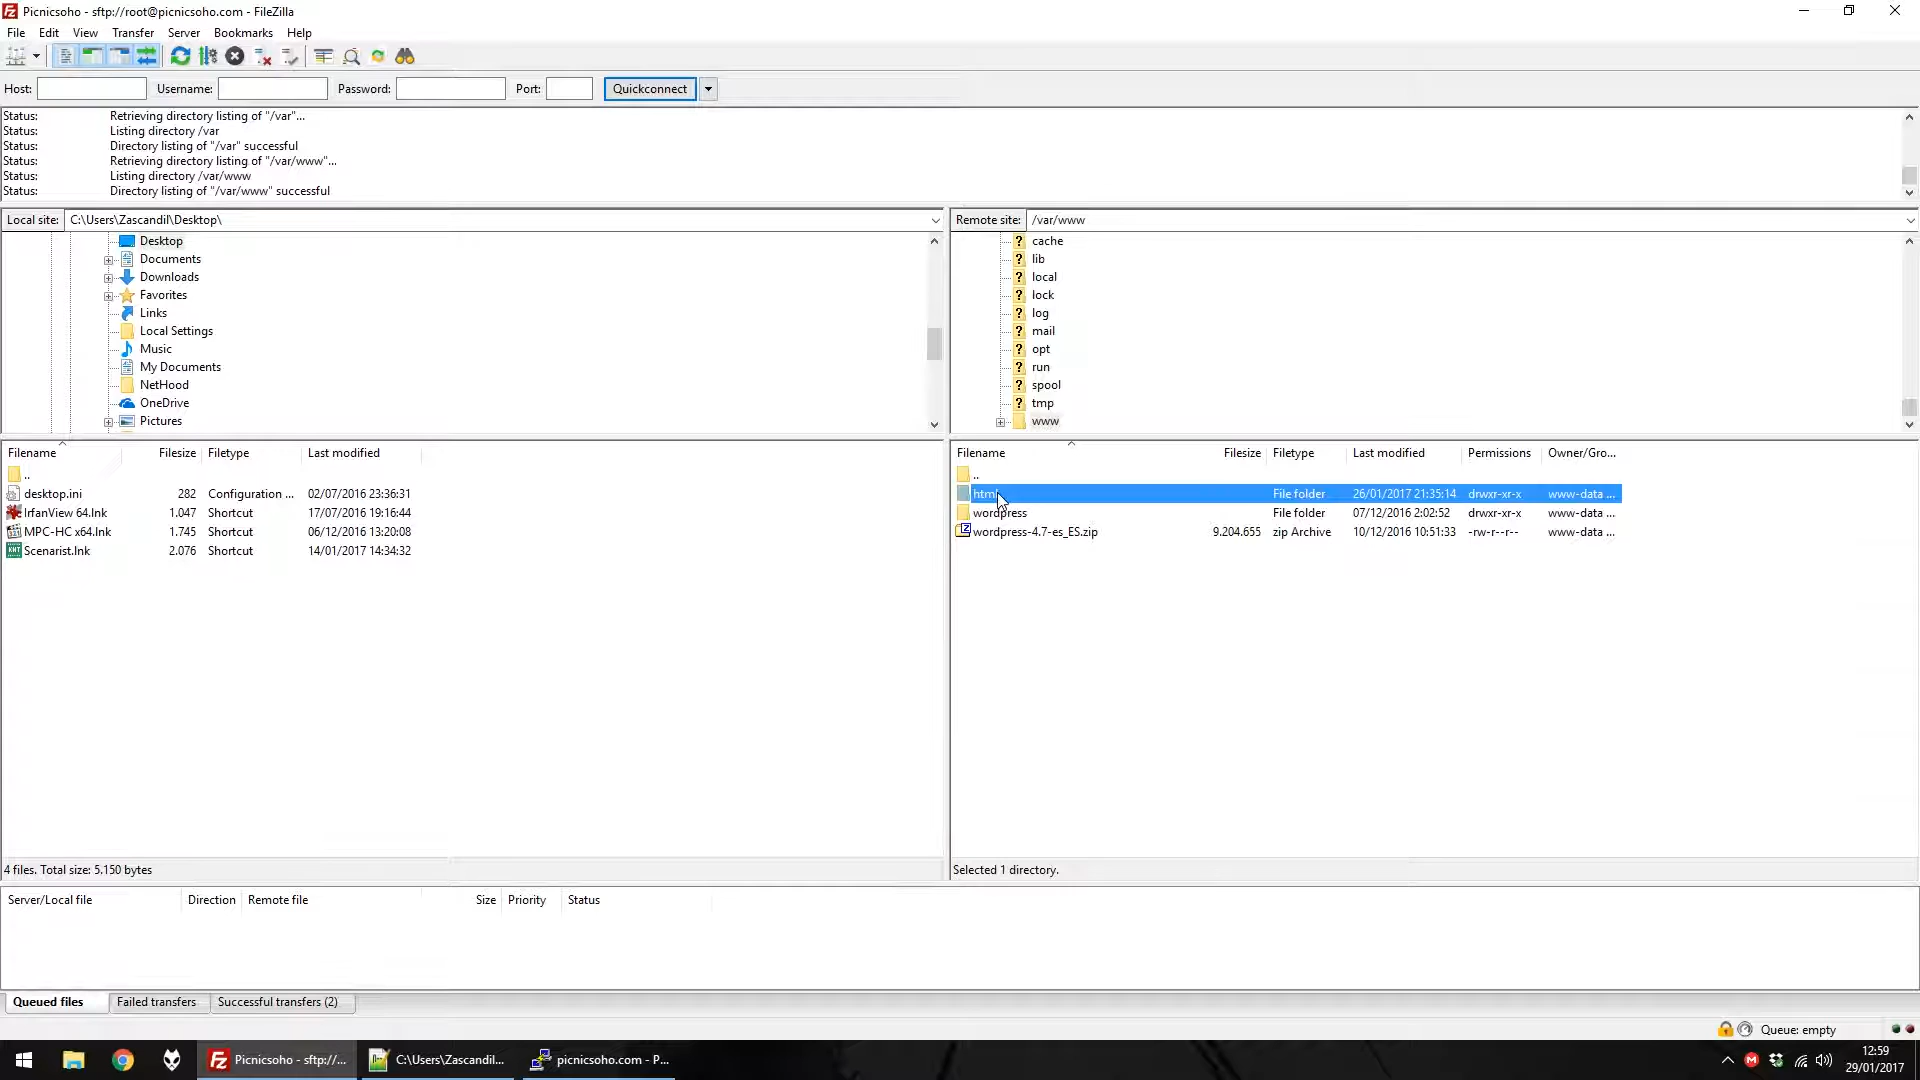 Picnicsoho - sftp://root@picnicsoho.com - FileZilla
File Edit View Transfer Server Bookmarks Help
Host: Username: Password: Port: Quickconnect
Status: Retrieving directory listing of "/var"...
Status: Listing directory /var
Status: Directory listing of "/var" successful
Status: Retrieving directory listing of "/var/www"...
Status: Listing directory /var/www
Status: Directory listing of "/var/www" successful
Local site: C:\Users\Zascandil\Desktop\
Desktop
Documents
Downloads
Favorites
Links
Local Settings
Music
My Documents
NetHood
OneDrive
Pictures
Filename Filesize Filetype Last modified
..
desktop.ini 282 Configuration ... 02/07/2016 23:36:31
IrfanView 64.lnk 1.047 Shortcut 17/07/2016 19:16:44
MPC-HC x64.lnk 1.745 Shortcut 06/12/2016 13:20:08
Scenarist.lnk 2.076 Shortcut 14/01/2017 14:34:32
4 files. Total size: 5.150 bytes
Remote site: /var/www
cache
lib
local
lock
log
mail
opt
run
spool
tmp
www
Filename Filesize Filetype Last modified Permissions Owner/Gro...
..
html File folder 26/01/2017 21:35:14 drwxr-xr-x www-data ...
wordpress File folder 07/12/2016 2:02:52 drwxr-xr-x www-data ...
wordpress-4.7-es_ES.zip 9.204.655 zip Archive 10/12/2016 10:51:33 -rw-r--r-- www-data ...
Selected 1 directory.
Server/Local file Direction Remote file Size Priority Status
Queued files Failed transfers Successful transfers (2)
Queue: empty
Picnicsoho - sftp://... C:\Users\Zascandil... picnicsoho.com - P...
12:59
29/01/2017